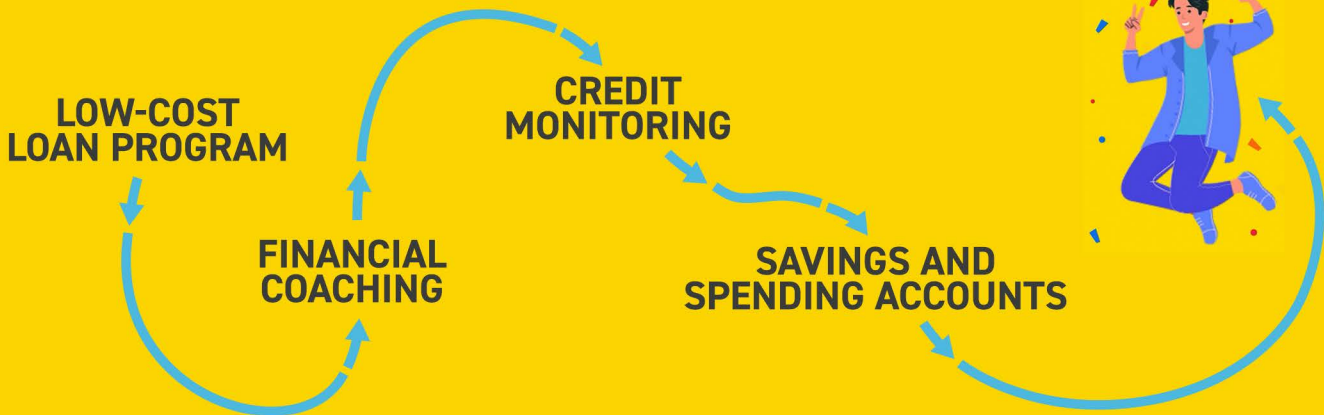 LOW-COST
LOAN PROGRAM
FINANCIAL
COACHING
CREDIT
MONITORING
SAVINGS AND
SPENDING ACCOUNTS